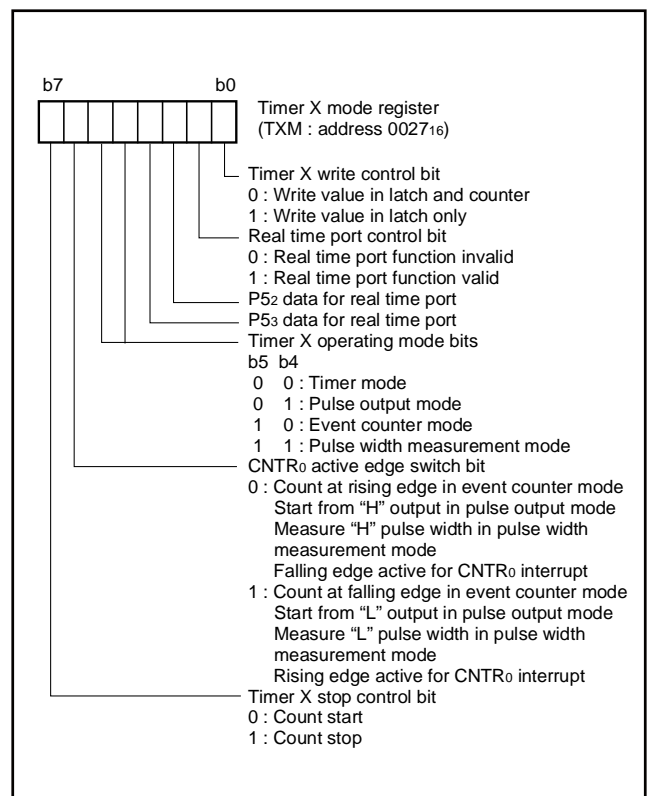 b7 b0
Timer X mode register
(TXM : address 002716)
Timer X write control bit
0 : Write value in latch and counter
1 : Write value in latch only
Real time port control bit
0 : Real time port function invalid
1 : Real time port function valid
P52 data for real time port
P53 data for real time port
Timer X operating mode bits
b5 b4
0 0 : Timer mode
0 1 : Pulse output mode
1 0 : Event counter mode
1 1 : Pulse width measurement mode
CNTR0 active edge switch bit
0 : Count at rising edge in event counter mode
Start from “H” output in pulse output mode
Measure “H” pulse width in pulse width
measurement mode
Falling edge active for CNTR0 interrupt
1 : Count at falling edge in event counter mode
Start from “L” output in pulse output mode
Measure “L” pulse width in pulse width
measurement mode
Rising edge active for CNTR0 interrupt
Timer X stop control bit
0 : Count start
1 : Count stop